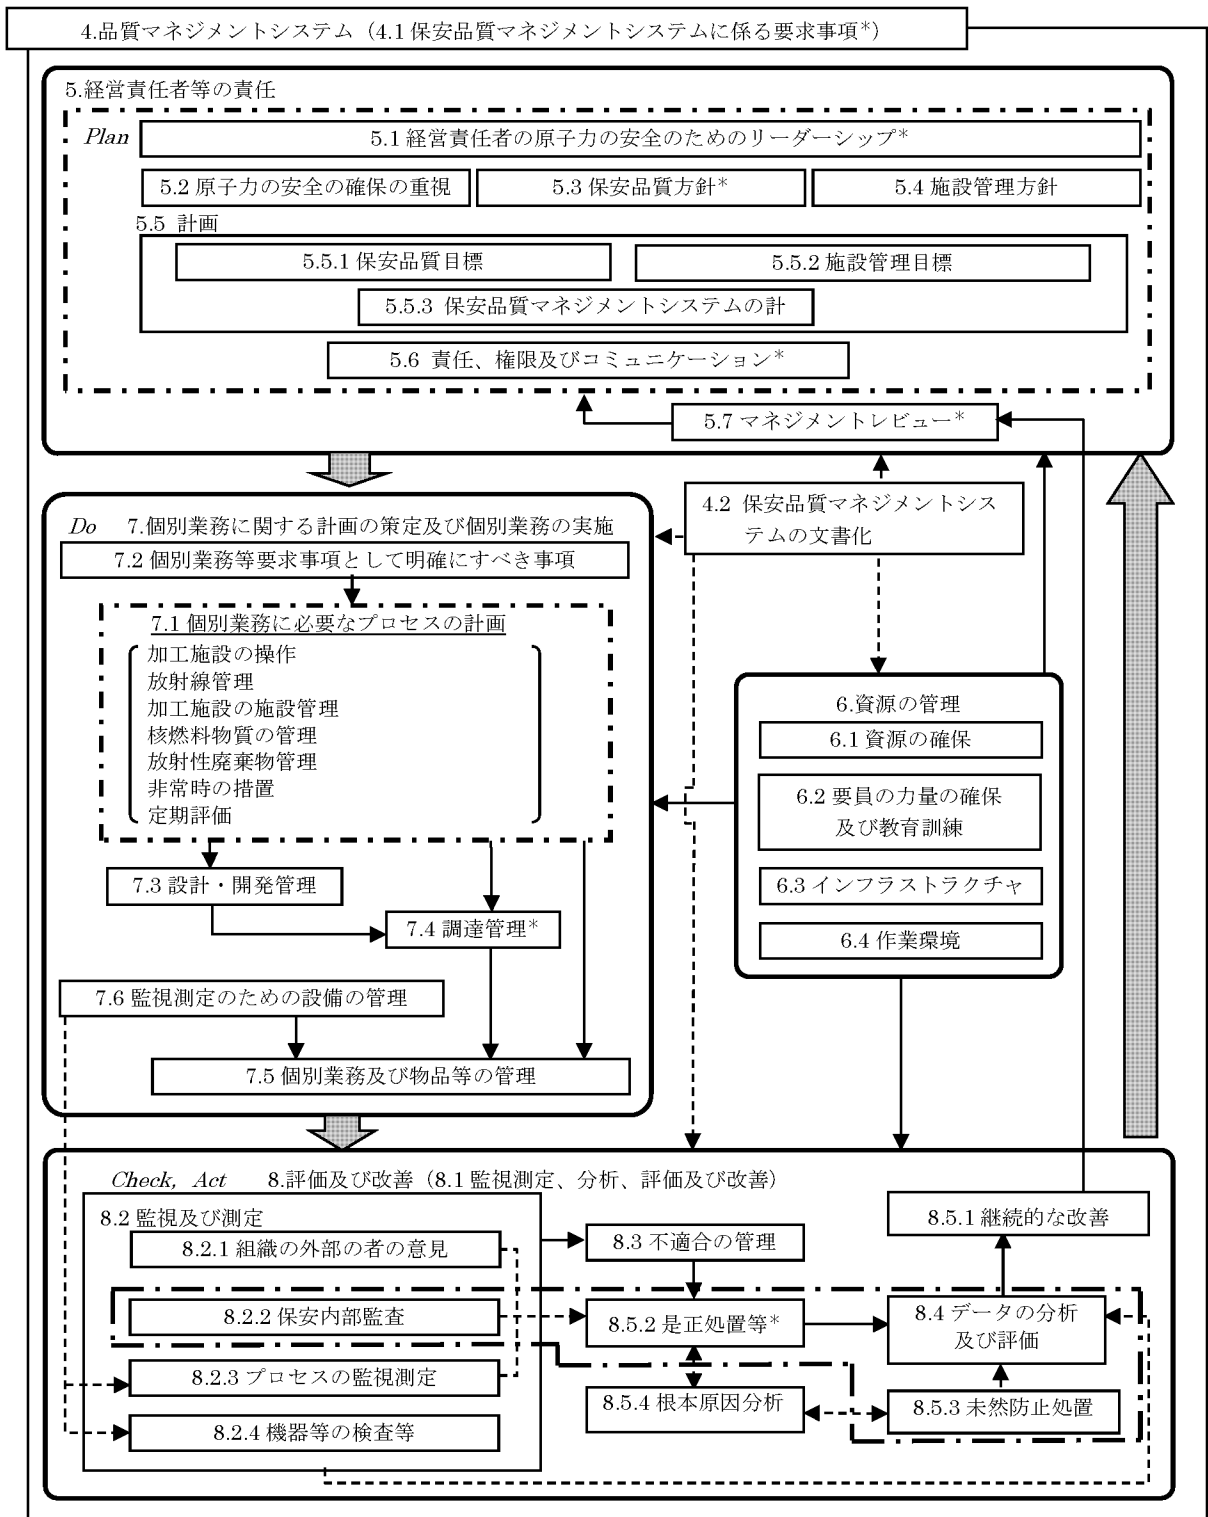 4.品質マネジメントシステム（4.1 保安品質マネジメントシステムに係る要求事項*）
5.経営責任者等の責任
Plan
5.1 経営責任者の原子力の安全のためのリーダーシップ*
5.2 原子力の安全の確保の重視
5.3 保安品質方針*
5.4 施設管理方針
5.5 計画
5.5.1 保安品質目標
5.5.2 施設管理目標
5.5.3 保安品質マネジメントシステムの計
5.6 責任、権限及びコミュニケーション*
5.7 マネジメントレビュー*
4.2 保安品質マネジメントシス
テムの文書化
Do 7.個別業務に関する計画の策定及び個別業務の実施
7.2 個別業務等要求事項として明確にすべき事項
7.1 個別業務に必要なプロセスの計画
加工施設の操作
放射線管理
加工施設の施設管理
核燃料物質の管理
放射性廃棄物管理
非常時の措置
定期評価
7.3 設計・開発管理
7.4 調達管理*
7.6 監視測定のための設備の管理
7.5 個別業務及び物品等の管理
6.資源の管理
6.1 資源の確保
6.2 要員の力量の確保
及び教育訓練
6.3 インフラストラクチャ
6.4 作業環境
Check, Act 8.評価及び改善（8.1 監視測定、分析、評価及び改善）
8.2 監視及び測定
8.2.1 組織の外部の者の意見
8.2.2 保安内部監査
8.2.3 プロセスの監視測定
8.2.4 機器等の検査等
8.3 不適合の管理
8.5.2 是正処置等*
8.5.4 根本原因分析
8.5.1 継続的な改善
8.4 データの分析
及び評価
8.5.3 未然防止処置